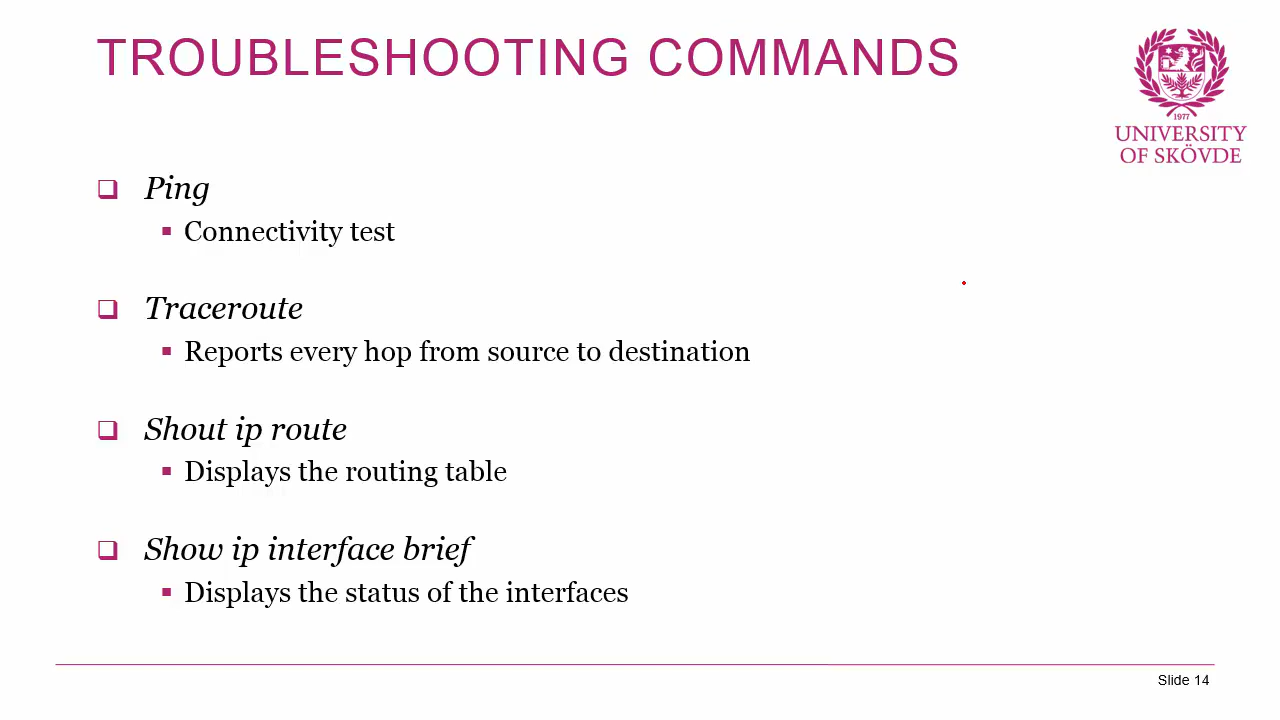 TROUBLESHOOTING COMMANDS
1977
UNIVERSITY
OF SKÖVDE
Ping
Connectivity test
Traceroute
Reports every hop from source to destination
Shout ip route
Displays the routing table
Show ip interface brief
Displays the status of the interfaces
Slide 14